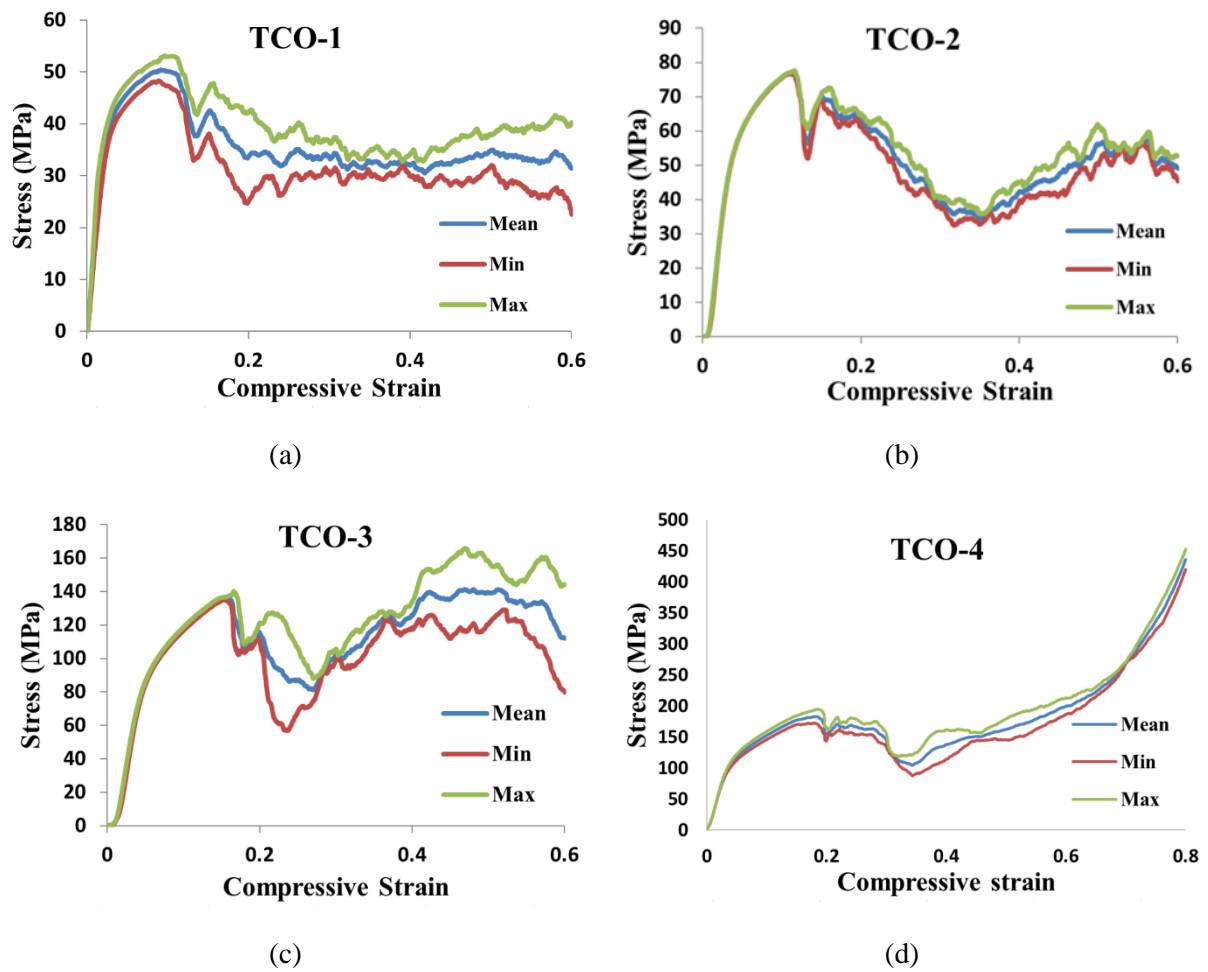 TCO-1
60
50
40
30
20
10
0
Stress (MPa)
Mean
Min
Max
0 0.2 0.4 0.6
Compressive Strain
(a)
TCO-2
90
80
70
60
50
40
30
20
10
0
Stress (MPa)
Mean
Min
Max
0 0.2 0.4 0.6
Compressive Strain
(b)
TCO-3
180
160
140
120
100
80
60
40
20
0
Stress (MPa)
Mean
Min
Max
0 0.2 0.4 0.6
Compressive Strain
(c)
TCO-4
500
450
400
350
300
250
200
150
100
50
0
Stress (MPa)
Mean
Min
Max
0 0.2 0.4 0.6 0.8
Compressive strain
(d)